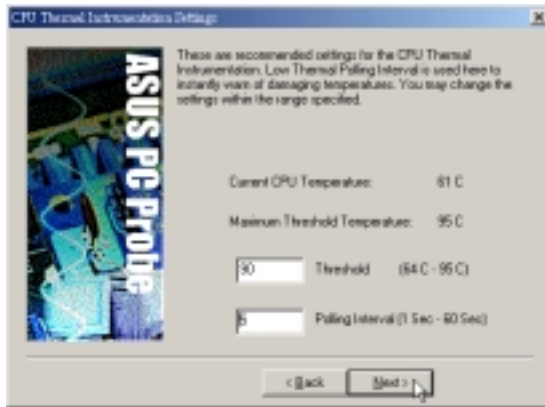 CPU Thermal Instrumentation Settings
ASUS PC Probe
These are recommended settings for the CPU Thermal
Instrumentation. Low Thermal Polling Interval is used here to
instantly warn of damaging temperatures. You may change the
settings within the range specified.
Current CPU Temperature: 61 C
Maximum Threshold Temperature: 95 C
90 Threshold (64 C - 95 C)
Polling Interval (1 Sec - 60 Sec)
< Back Next >